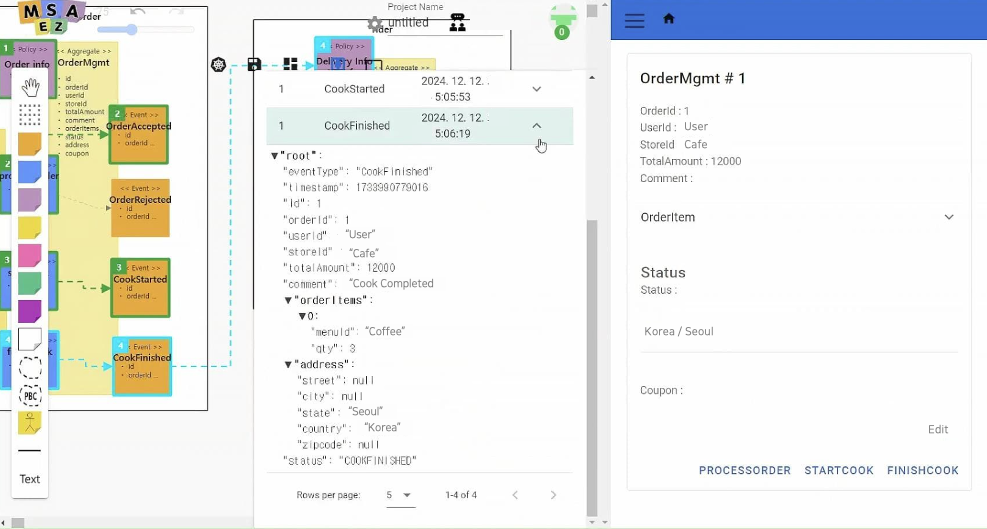 MSA
EZ
Order
Project Name
untitled
0
1
< Policy >>
Order info
<< Aggregate >>
OrderMgmt
• id
• orderId
• userId
• storeId
• totalAmount
• comment
• orderItems
• status
• address
• coupon
2
< Event >>
OrderAccepted
• id
• orderId ...
<< Event >>
OrderRejected
• id
• orderId ...
3
< Event >>
CookStarted
• id
• orderId ...
4
< Event >>
CookFinished
• id
• orderId ...
PBC
Text
4
< Policy >>
Delivery Info
<< Aggregate >>
1 CookStarted 2024. 12. 12. . 5:05:53
1 CookFinished 2024. 12. 12. . 5:06:19
▼"root":
"eventType": "CookFinished"
"timestamp": 1733990779016
"id": 1
"orderId": 1
"userId" "User"
"storeId" "Cafe"
"totalAmount": 12000
"comment": "Cook Completed
▼"orderItems":
▼0:
"menuId": "Coffee"
"qty": 3
▼"address":
"street": null
"city": null
"state": "Seoul"
"country": "Korea"
"zipcode": null
"status": "COOKFINISHED"
Rows per page: 5 1-4 of 4
OrderMgmt # 1
OrderId : 1
UserId : User
StoreId Cafe
TotalAmount : 12000
Comment :
OrderItem
Status
Status :
Korea / Seoul
Coupon :
Edit
PROCESSORDER STARTCOOK FINISHCOOK